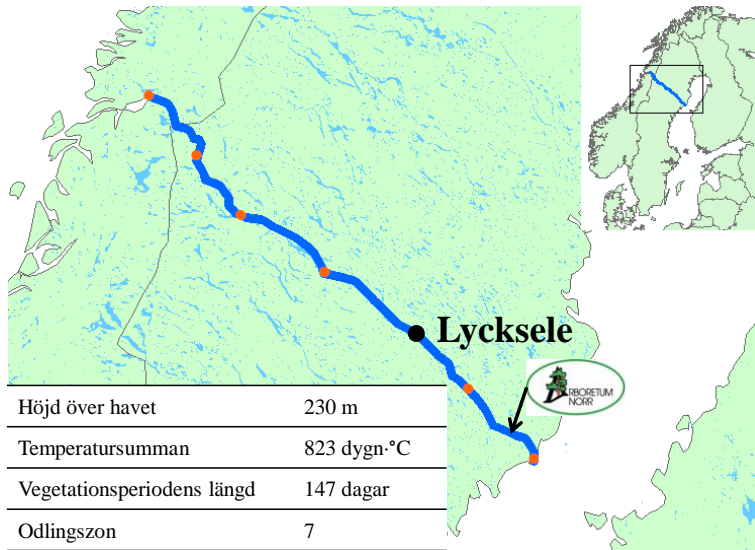 Lycksele
RBORETUM
NORR
Höjd över havet 230 m
Temperatursumman 823 dygn·°C
Vegetationsperiodens längd 147 dagar
Odlingszon 7